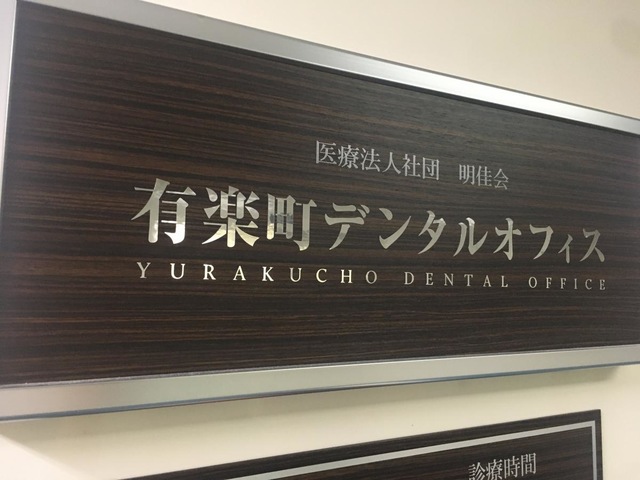 医療法人社団　明佳会
有楽町デンタルオフィス
YURAKUCHO DENTAL OFFICE
診療時間